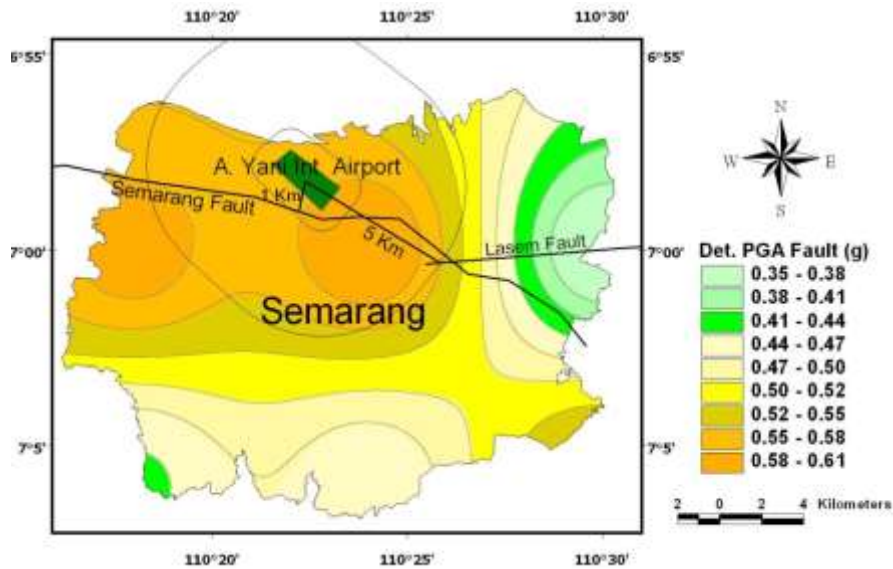 110°20' 110°25' 110°30'
6°55' 6°55'
N
W E
S
A. Yani Int. Airport
1 Km
Semarang Fault
5 Km
Lasem Fault
7°00' 7°00'
Semarang
7°5' 7°5'
110°20' 110°25' 110°30'
Det. PGA Fault (g)
0.35 - 0.38
0.38 - 0.41
0.41 - 0.44
0.44 - 0.47
0.47 - 0.50
0.50 - 0.52
0.52 - 0.55
0.55 - 0.58
0.58 - 0.61
2 0 2 4 Kilometers